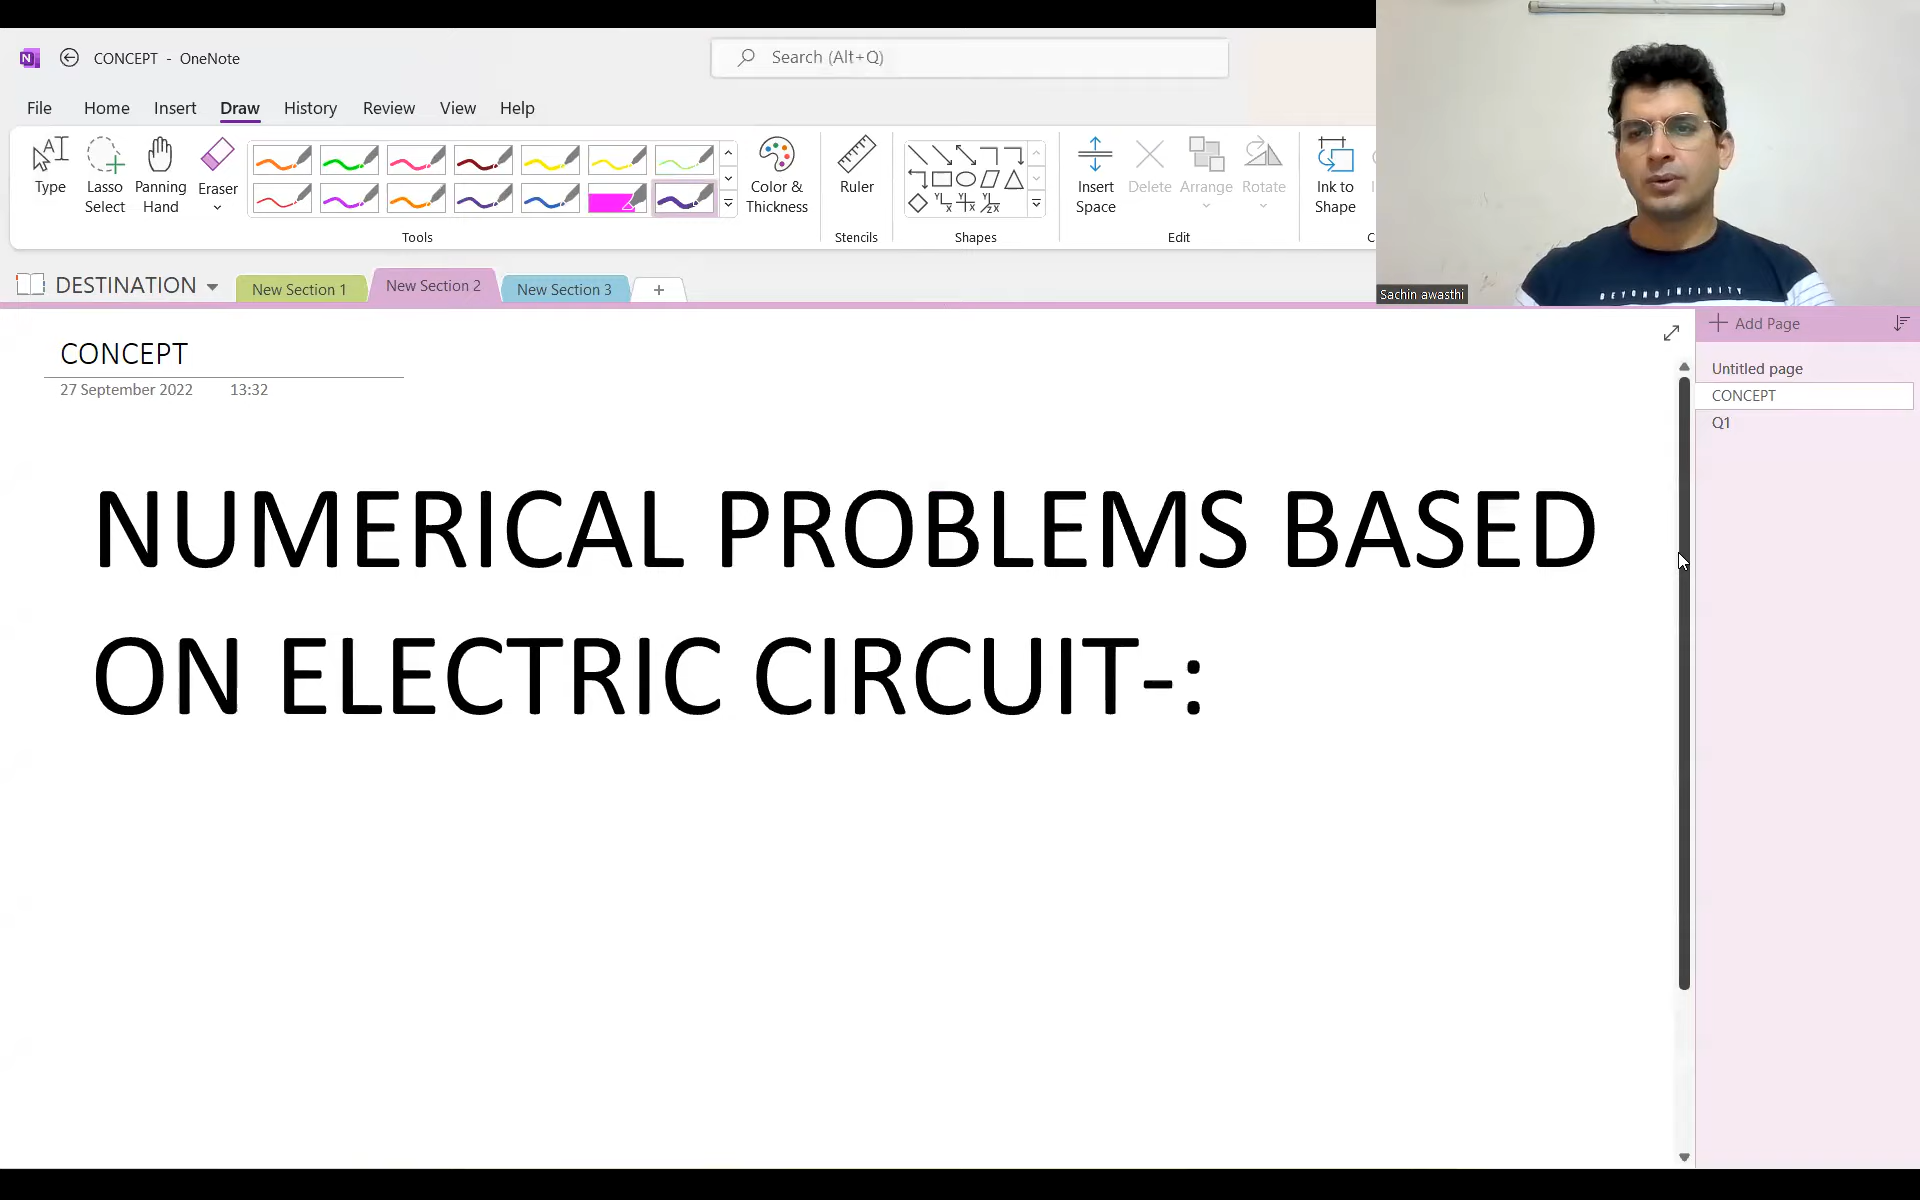 CONCEPT - OneNote
Search (Alt+Q)
File Home Insert Draw History Review View Help
Type
Lasso Select
Panning Hand
Eraser
Color & Thickness
Ruler
Insert Space
Delete
Arrange
Rotate
Ink to Shape
Tools
Stencils
Shapes
Edit
BEYOND INFINITY
Sachin awasthi
DESTINATION
New Section 1
New Section 2
New Section 3
+
Add Page
CONCEPT
27 September 2022 13:32
Untitled page
CONCEPT
Q1
NUMERICAL PROBLEMS BASED
ON ELECTRIC CIRCUIT-: